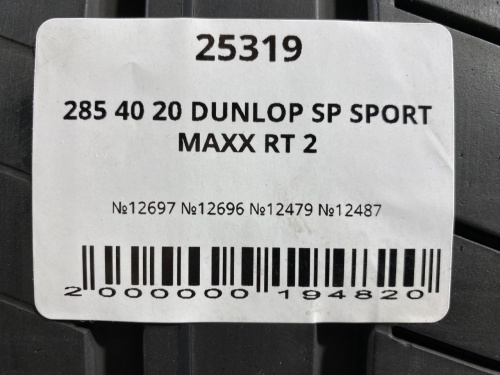 25319
285 40 20 DUNLOP SP SPORT
MAXX RT 2
№12697 №12696 №12479 №12487
2 000000 194820